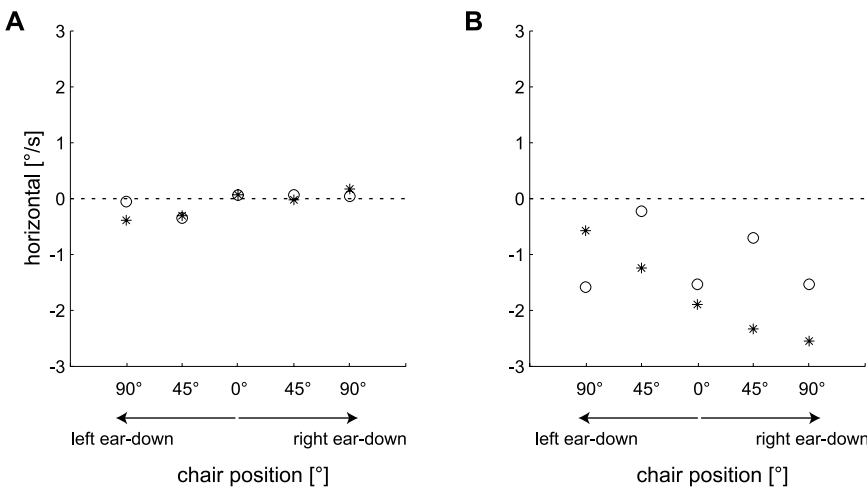 A
3
2
1
0
-1
-2
-3
horizontal [°/s]
90° 45° 0° 45° 90°
left ear-down right ear-down
chair position [°]
B
3
2
1
0
-1
-2
-3
90° 45° 0° 45° 90°
left ear-down right ear-down
chair position [°]